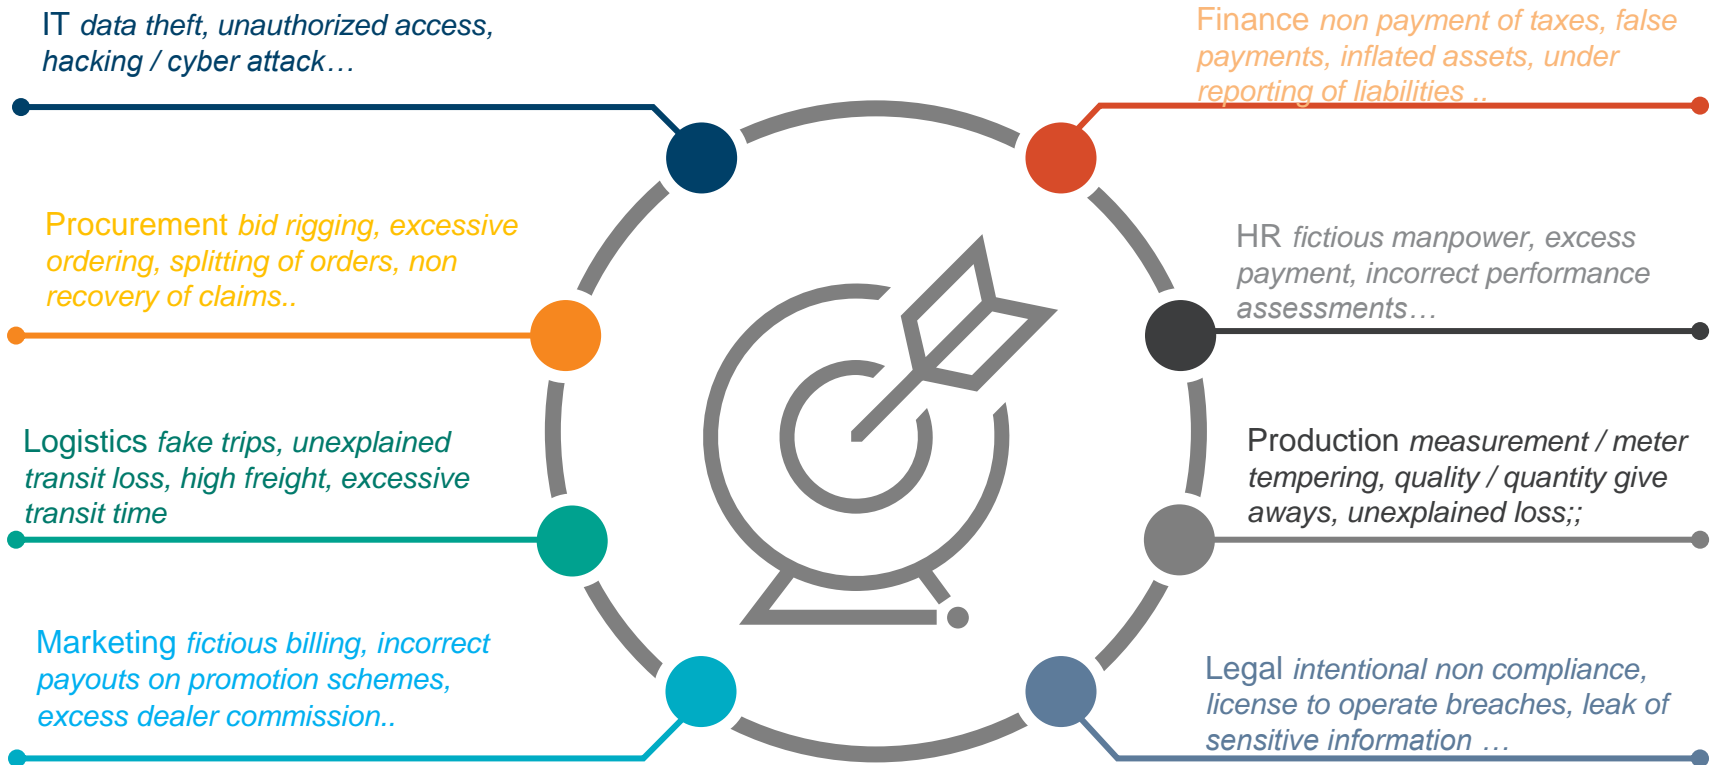 IT data theft, unauthorized access,
hacking / cyber attack…
Procurement bid rigging, excessive
ordering, splitting of orders, non
recovery of claims..
Logistics fake trips, unexplained
transit loss, high freight, excessive
transit time
Marketing fictious billing, incorrect
payouts on promotion schemes,
excess dealer commission..
Finance non payment of taxes, false
payments, inflated assets, under
reporting of liabilities ..
HR fictious manpower, excess
payment, incorrect performance
assessments…
Production measurement / meter
tempering, quality / quantity give
aways, unexplained loss;;
Legal intentional non compliance,
license to operate breaches, leak of
sensitive information …